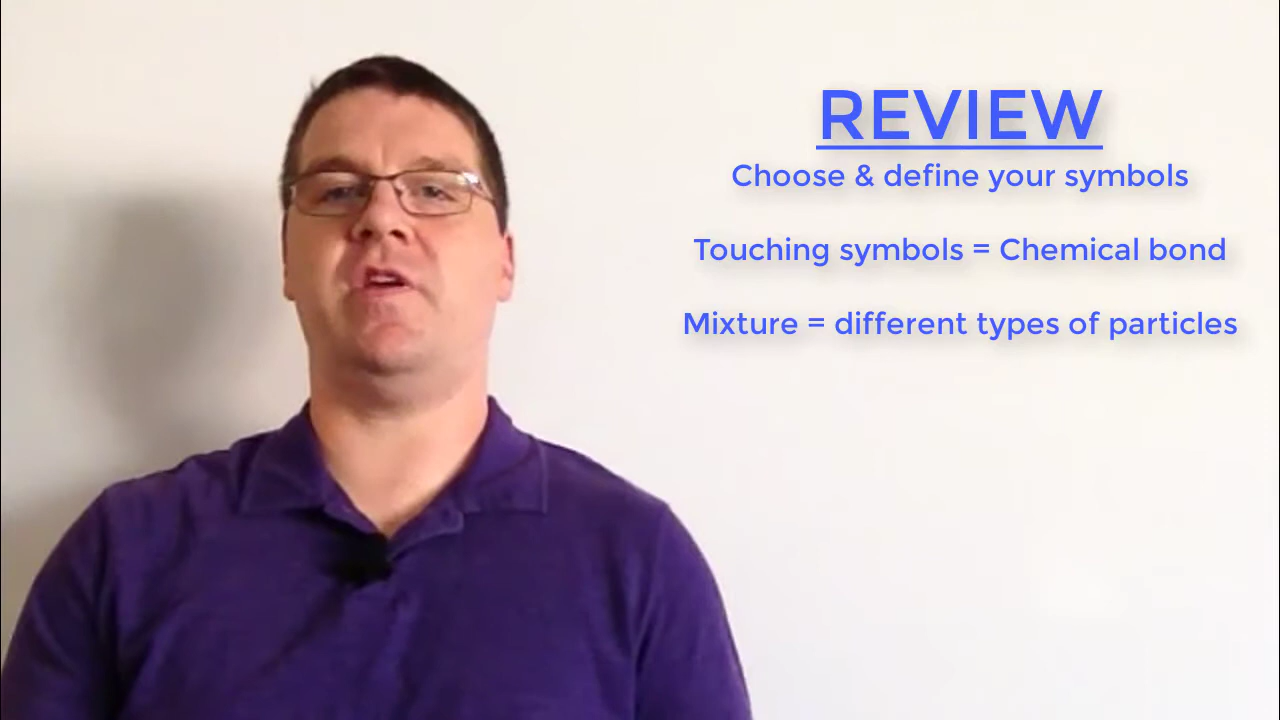 REVIEW
Choose & define your symbols
Touching symbols = Chemical bond
Mixture = different types of particles